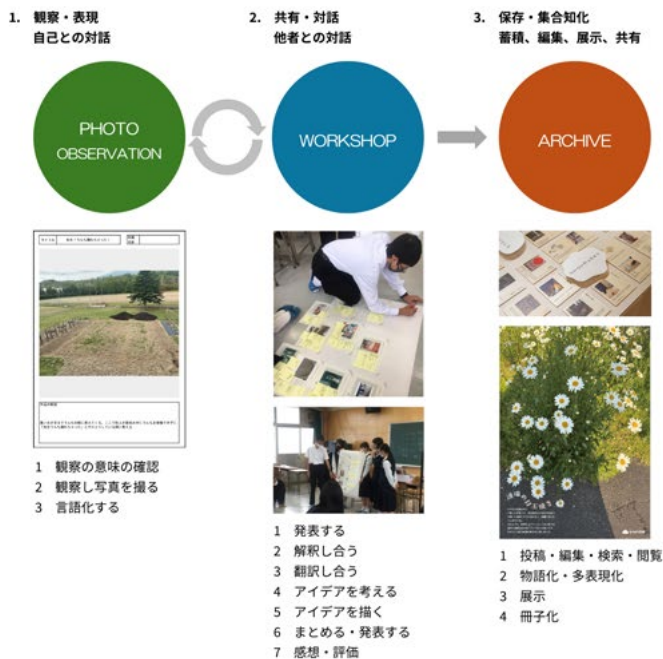 1. 観察・表現
自己との対話
2. 共有・対話
他者との対話
3. 保存・集合知化
蓄積、編集、展示、共有
PHOTO
OBSERVATION
WORKSHOP
ARCHIVE
1 観察の意味の確認
2 観察し写真を撮る
3 言語化する
1 発表する
2 解釈し合う
3 翻訳し合う
4 アイデアを考える
5 アイデアを描く
6 まとめる・発表する
7 感想・評価
1 投稿・編集・検索・閲覧
2 物語化・多表現化
3 展示
4 冊子化